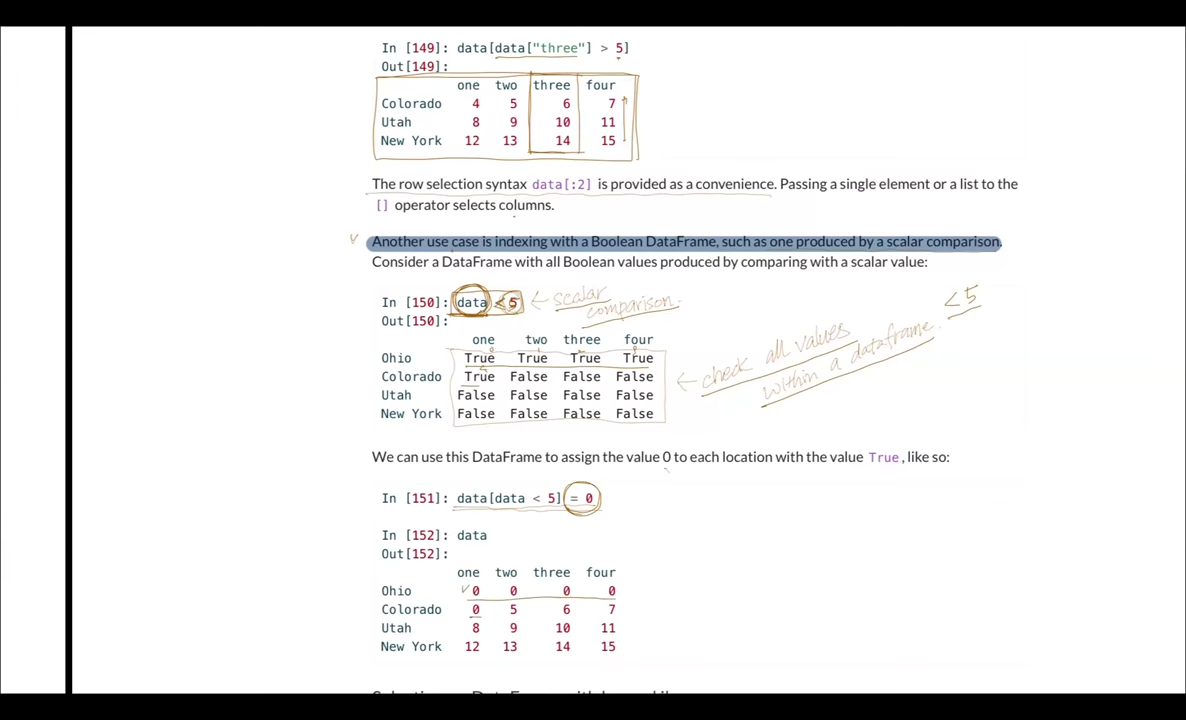 In [149]: data[data["three"] > 5]
Out[149]:
one two three four
Colorado 4 5 6 7
Utah 8 9 10 11
New York 12 13 14 15
The row selection syntax data[:2] is provided as a convenience. Passing a single element or a list to the
[] operator selects columns.
Another use case is indexing with a Boolean DataFrame, such as one produced by a scalar comparison.
Consider a DataFrame with all Boolean values produced by comparing with a scalar value:
In [150]: data < 5 ← scalar
comparison.
<5
Out[150]:
one two three four
Ohio True True True True
Colorado True False False False
Utah False False False False
New York False False False False
← check all values
within a dataframe.
We can use this DataFrame to assign the value 0 to each location with the value True, like so:
In [151]: data[data < 5] = 0
In [152]: data
Out[152]:
one two three four
Ohio 0 0 0 0
Colorado 0 5 6 7
Utah 8 9 10 11
New York 12 13 14 15